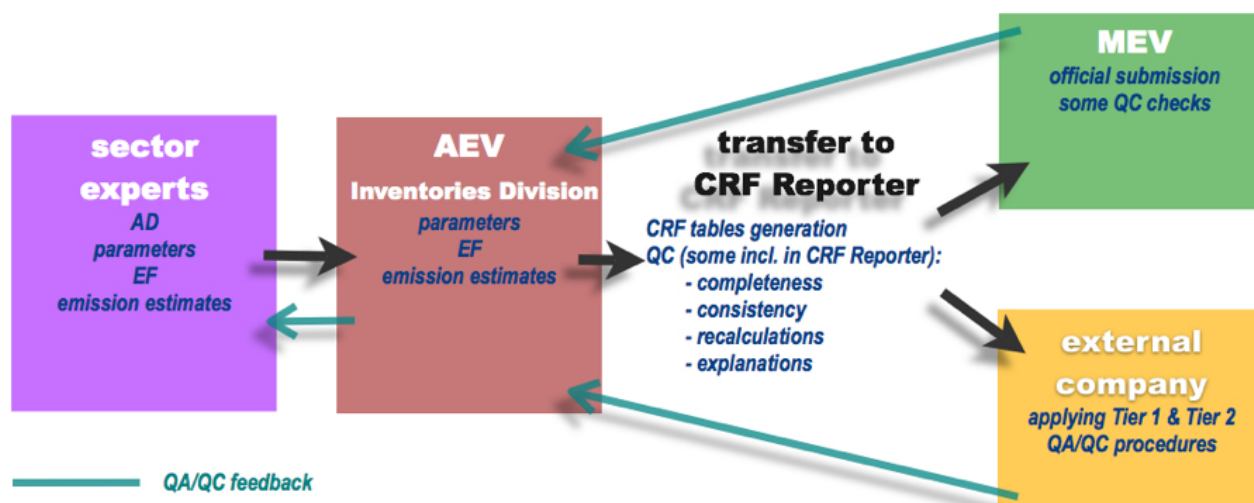 sector
experts
AD
parameters
EF
emission estimates
AEV
Inventories Division
parameters
EF
emission estimates
transfer to
CRF Reporter
CRF tables generation
QC (some incl. in CRF Reporter):
- completeness
- consistency
- recalculations
- explanations
MEV
official submission
some QC checks
external
company
applying Tier 1 & Tier 2
QA/QC procedures
QA/QC feedback